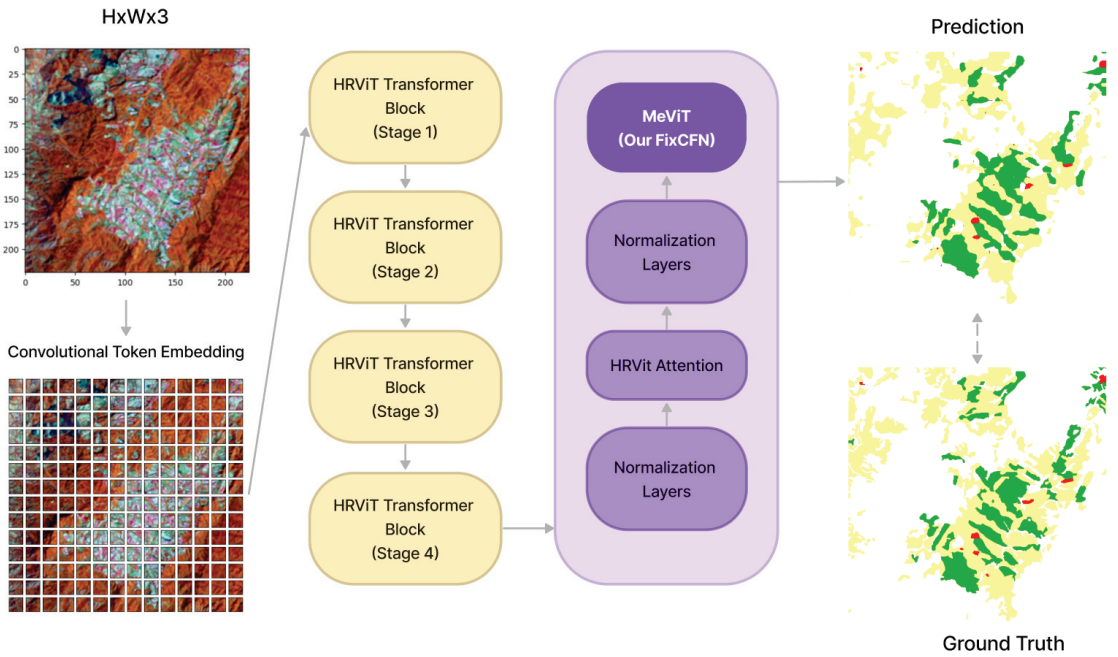 HxWx3
0
25
50
75
100
125
150
175
200
0
50
100
150
200
Convolutional Token Embedding
HRViT Transformer
Block
(Stage 1)
HRViT Transformer
Block
(Stage 2)
HRViT Transformer
Block
(Stage 3)
HRViT Transformer
Block
(Stage 4)
MeViT
(Our FixCFN)
Normalization
Layers
HRVit Attention
Normalization
Layers
Prediction
Ground Truth